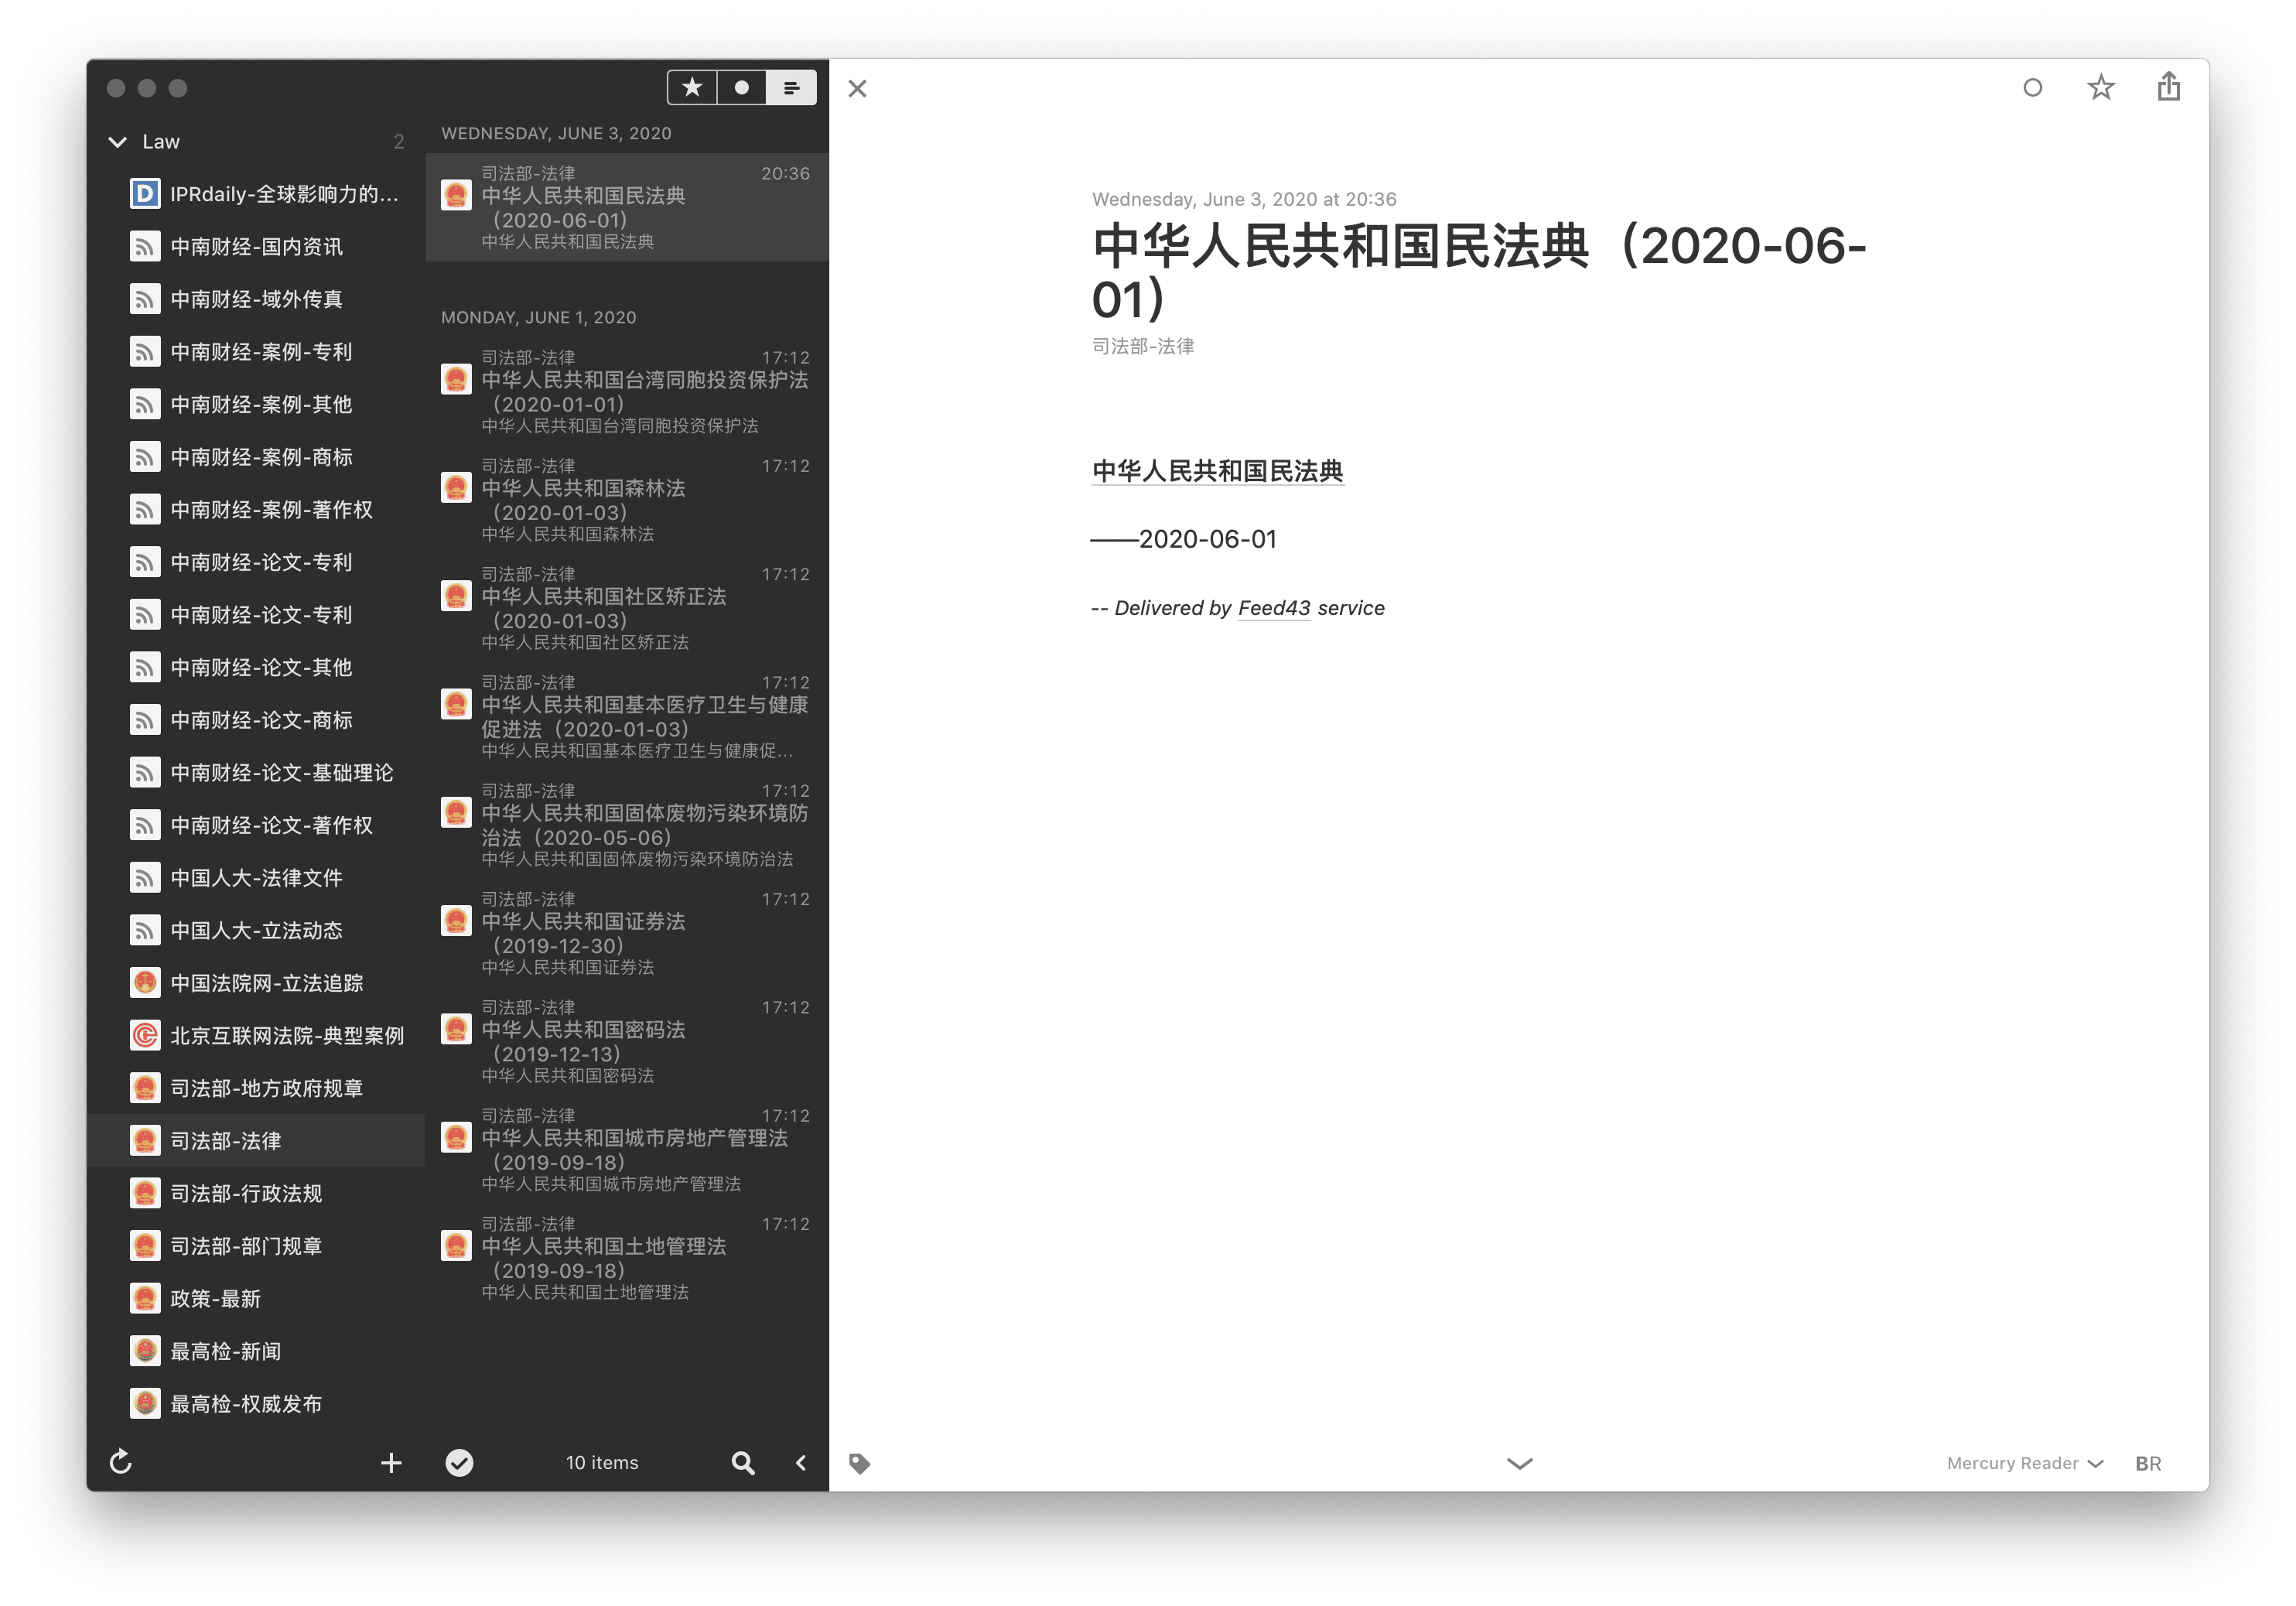 Law 2
IPRdaily-全球影响力的...
中南财经-国内资讯
中南财经-域外传真
中南财经-案例-专利
中南财经-案例-其他
中南财经-案例-商标
中南财经-案例-著作权
中南财经-论文-专利
中南财经-论文-专利
中南财经-论文-其他
中南财经-论文-商标
中南财经-论文-基础理论
中南财经-论文-著作权
中国人大-法律文件
中国人大-立法动态
中国法院网-立法追踪
北京互联网法院-典型案例
司法部-地方政府规章
司法部-法律
司法部-行政法规
司法部-部门规章
政策-最新
最高检-新闻
最高检-权威发布
WEDNESDAY, JUNE 3, 2020
司法部-法律 20:36
中华人民共和国民法典
（2020-06-01）
中华人民共和国民法典
MONDAY, JUNE 1, 2020
司法部-法律 17:12
中华人民共和国台湾同胞投资保护法
（2020-01-01）
中华人民共和国台湾同胞投资保护法
司法部-法律 17:12
中华人民共和国森林法
（2020-01-03）
中华人民共和国森林法
司法部-法律 17:12
中华人民共和国社区矫正法
（2020-01-03）
中华人民共和国社区矫正法
司法部-法律 17:12
中华人民共和国基本医疗卫生与健康
促进法（2020-01-03）
中华人民共和国基本医疗卫生与健康促...
司法部-法律 17:12
中华人民共和国固体废物污染环境防
治法（2020-05-06）
中华人民共和国固体废物污染环境防治法
司法部-法律 17:12
中华人民共和国证券法
（2019-12-30）
中华人民共和国证券法
司法部-法律 17:12
中华人民共和国密码法
（2019-12-13）
中华人民共和国密码法
司法部-法律 17:12
中华人民共和国城市房地产管理法
（2019-09-18）
中华人民共和国城市房地产管理法
司法部-法律 17:12
中华人民共和国土地管理法
（2019-09-18）
中华人民共和国土地管理法
10 items
Wednesday, June 3, 2020 at 20:36
中华人民共和国民法典（2020-06-
01）
司法部-法律
中华人民共和国民法典
——2020-06-01
-- Delivered by Feed43 service
Mercury Reader BR